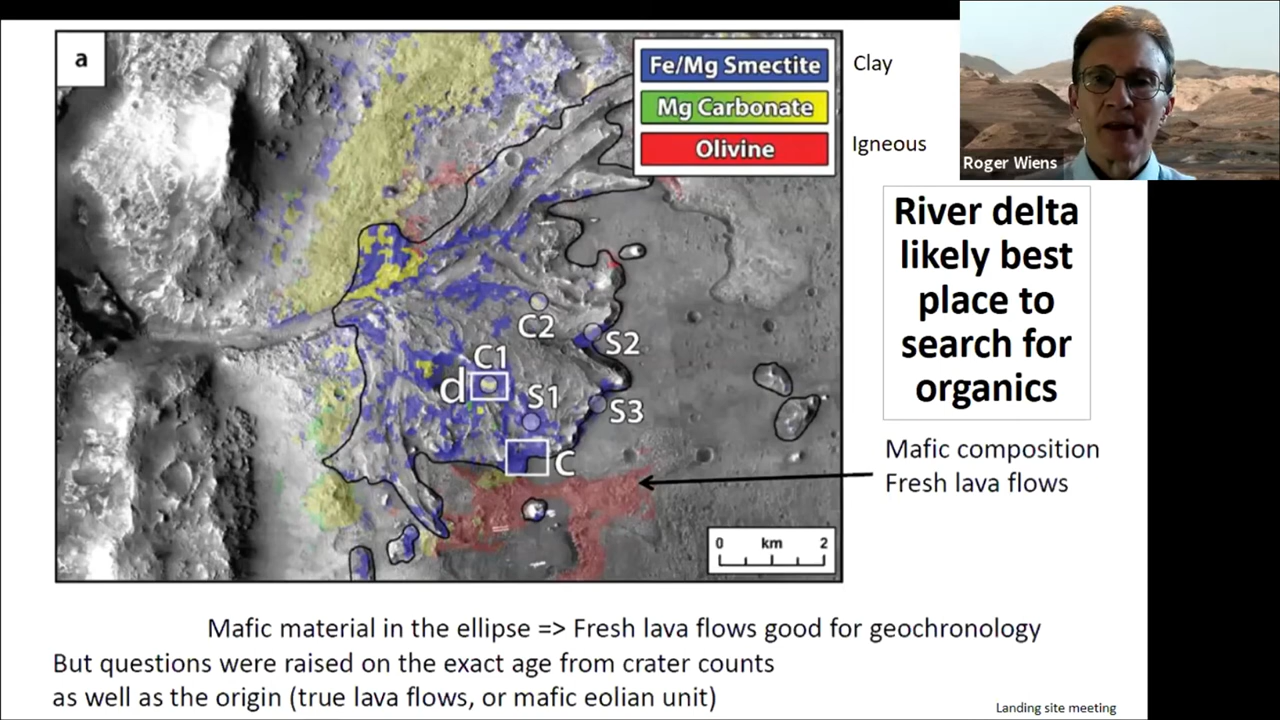 a
Fe/Mg Smectite
Mg Carbonate
Olivine
Clay
Igneous
Roger Wiens
River delta
likely best
place to
search for
organics
C2
S2
C1
d
S1
S3
C
Mafic composition
Fresh lava flows
0 km 2
Mafic material in the ellipse => Fresh lava flows good for geochronology
But questions were raised on the exact age from crater counts
as well as the origin (true lava flows, or mafic eolian unit)
Landing site meeting